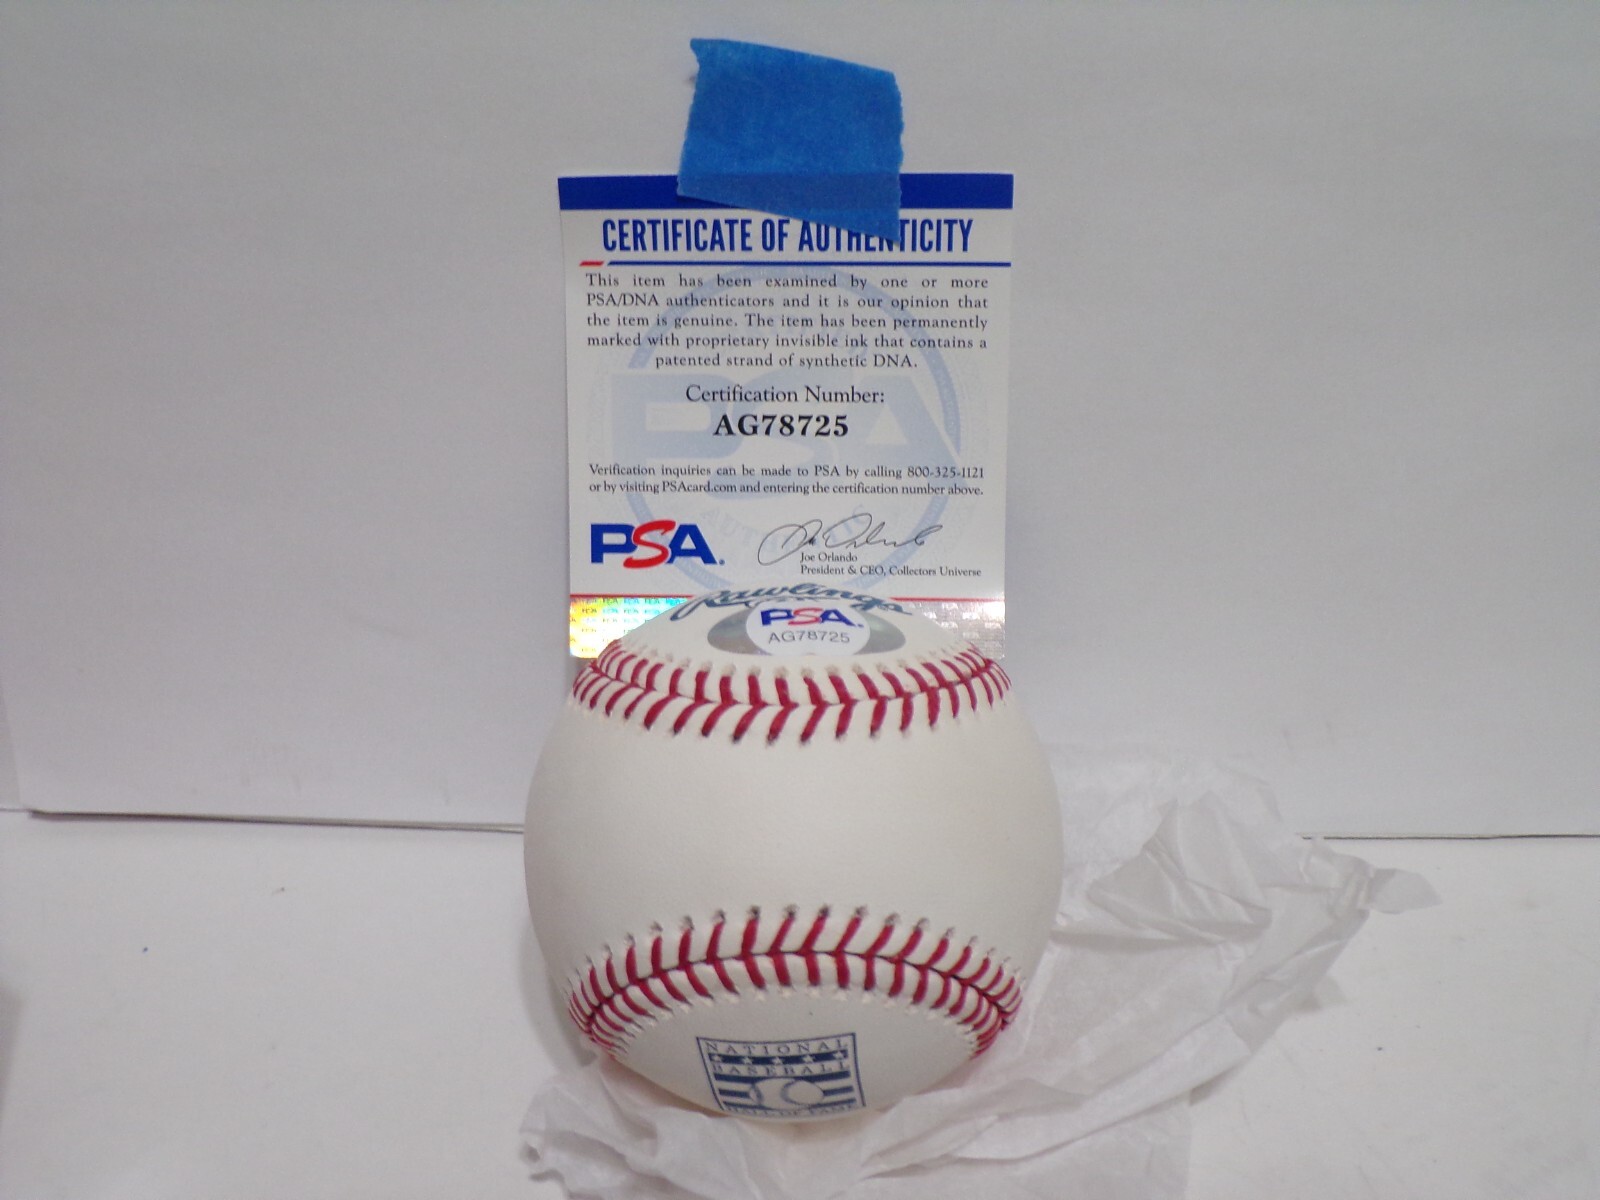 CERTIFICATE OF AUTHENTICITY
This item has been examined by one or more
PSA/DNA authenticators and it is our opinion that
the item is genuine. The item has been permanently
marked with proprietary invisible ink that contains a
patented strand of synthetic DNA.
Certification Number:
AG78725
Verification inquiries can be made to PSA by calling 800-325-1121
or by visiting PSAcard.com and entering the certification number above.
PSA.
Joe Orlando
President & CEO, Collectors Universe
Rawlings
PSA.
AG78725
NATIONAL
BASEBALL
HALL OF FAME